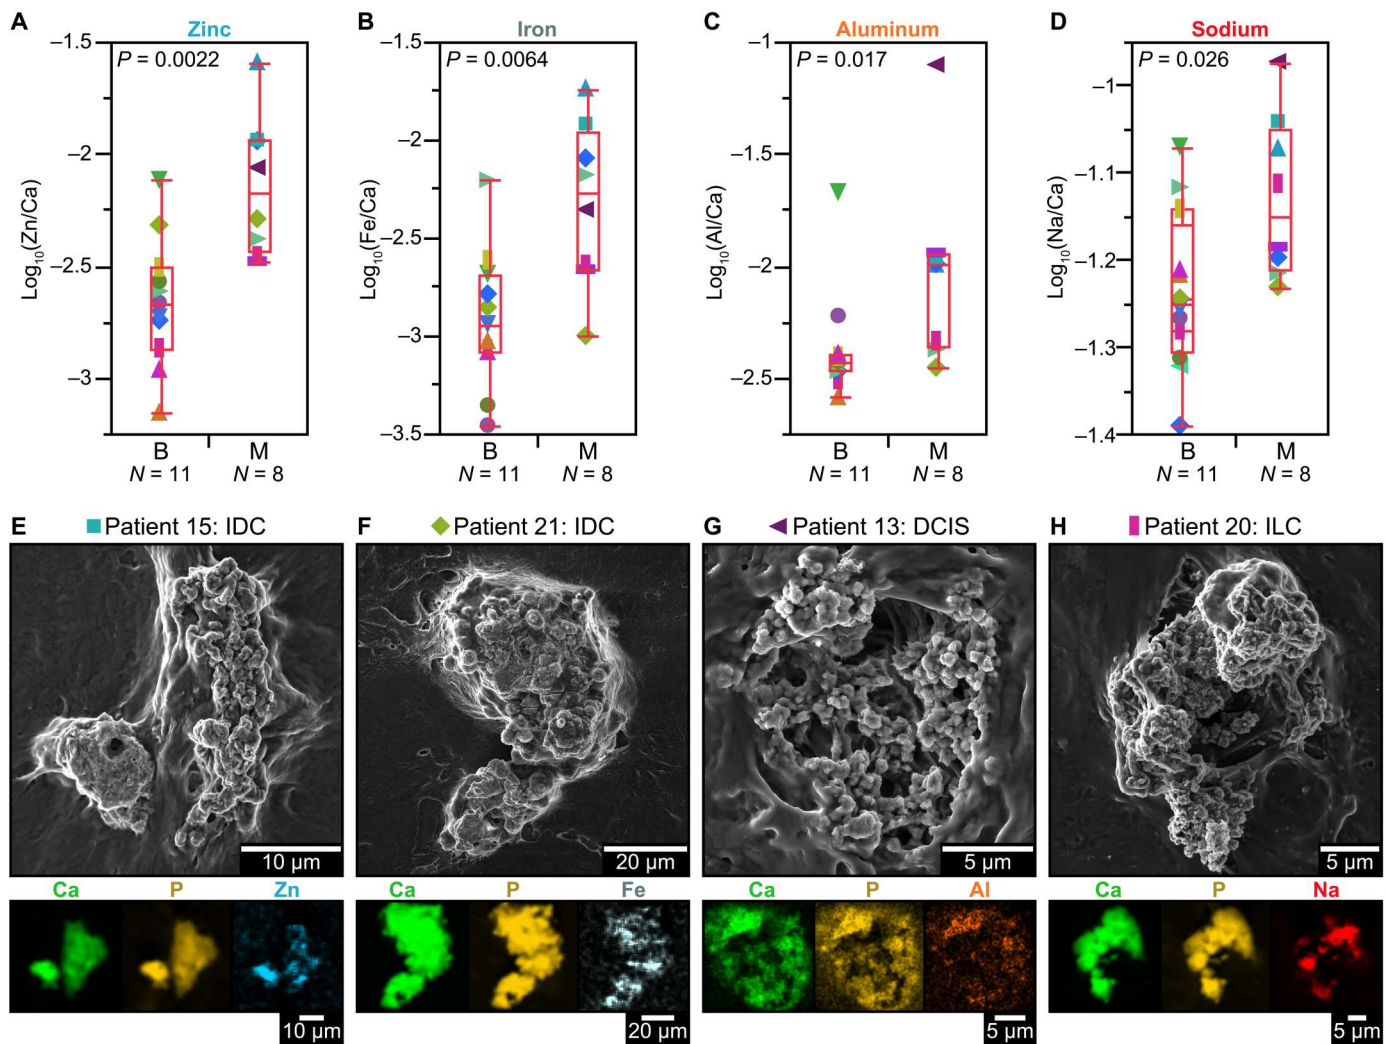 A Zinc
P = 0.0022
Log10(Zn/Ca)
–1.5
–2
–2.5
–3
B M
N = 11 N = 8
B Iron
P = 0.0064
Log10(Fe/Ca)
–1.5
–2
–2.5
–3
–3.5
B M
N = 11 N = 8
C Aluminum
P = 0.017
Log10(Al/Ca)
–1
–1.5
–2
–2.5
B M
N = 11 N = 8
D Sodium
P = 0.026
Log10(Na/Ca)
–1
–1.1
–1.2
–1.3
–1.4
B M
N = 11 N = 8
E Patient 15: IDC
10 µm
Ca P Zn
10 µm
F Patient 21: IDC
20 µm
Ca P Fe
20 µm
G Patient 13: DCIS
5 µm
Ca P Al
5 µm
H Patient 20: ILC
5 µm
Ca P Na
5 µm